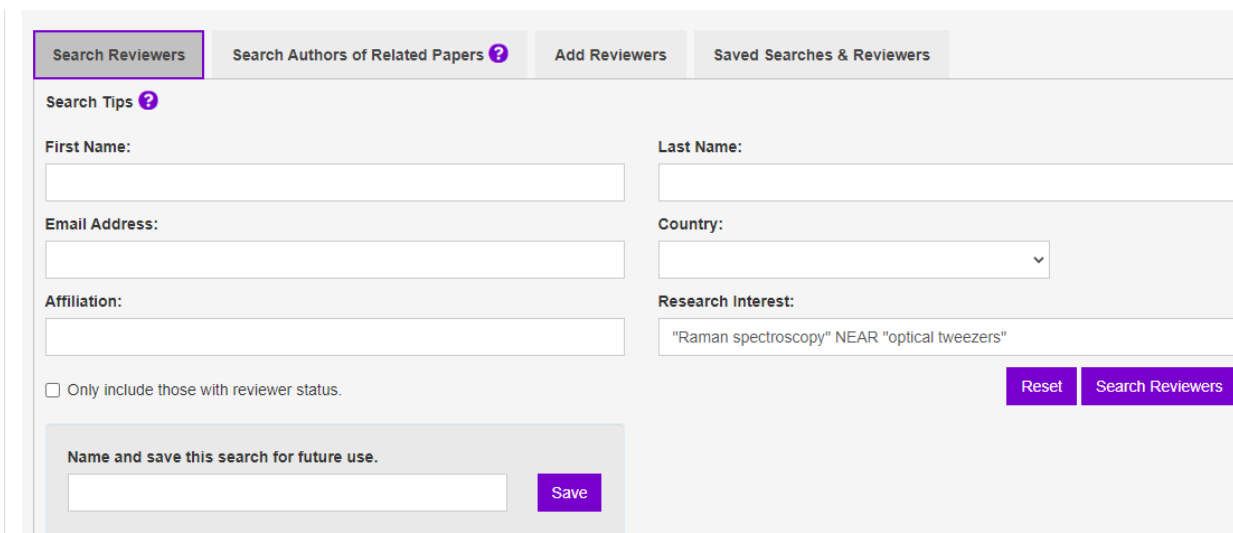 Search Reviewers
Search Authors of Related Papers ?
Add Reviewers
Saved Searches & Reviewers
Search Tips ?
First Name:
Last Name:
Email Address:
Country:
Affiliation:
Research Interest:
"Raman spectroscopy" NEAR "optical tweezers"
Only include those with reviewer status.
Reset
Search Reviewers
Name and save this search for future use.
Save